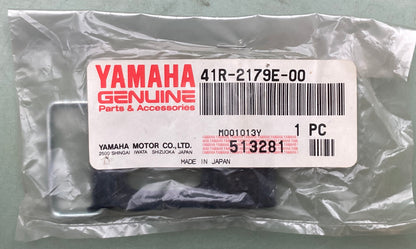 YAMAHA 41R-2179E-00
GENUINE
Parts & Accessories
M001013Y 1 PC
YAMAHA MOTOR CO.,LTD. 513281
2500 SHINGAI IWATA SHIZUOKA JAPAN
MADE IN JAPAN